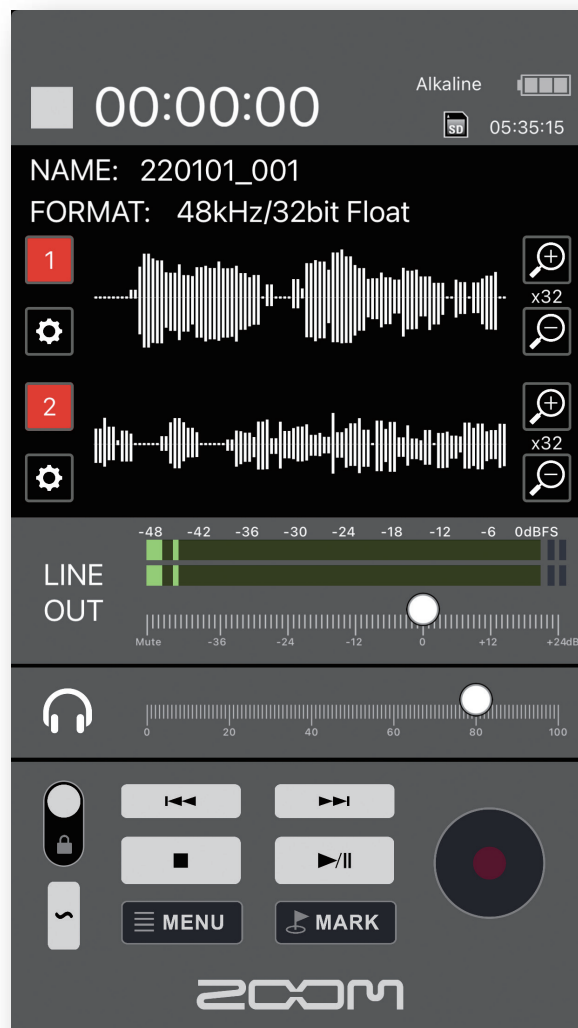 Alkaline
00:00:00
SD
05:35:15
NAME: 220101_001
FORMAT: 48kHz/32bit Float
1
x32
2
x32
-48 -42 -36 -30 -24 -18 -12 -6 0dBFS
LINE
OUT
Mute -36 -24 -12 0 +12 +24dB
0 20 40 60 80 100
MENU
MARK
ZOOM